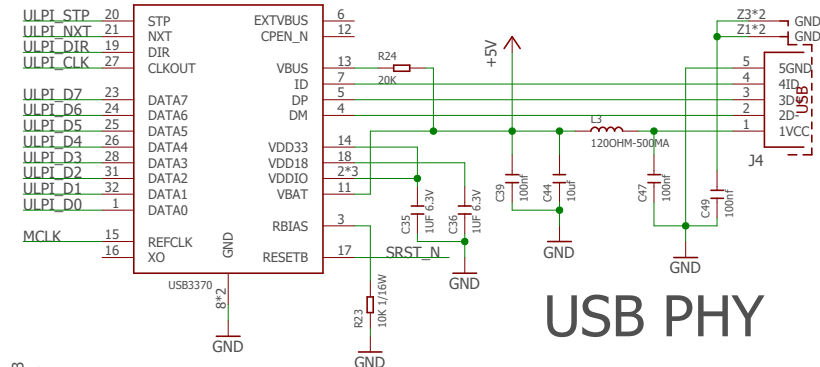 ULPI_STP 20 STP EXTVBUS 6
ULPI_NXT 21 NXT CPEN_N 12
ULPI_DIR 19 DIR
ULPI_CLK 27 CLKOUT VBUS 13
R24
20K
ID 7
ULPI_D7 23 DATA7 DP 5
ULPI_D6 24 DATA6 DM 4
ULPI_D5 25 DATA5
ULPI_D4 26 DATA4 VDD33 14
ULPI_D3 28 DATA3 VDD18 18
ULPI_D2 31 DATA2 VDDIO 2*3
ULPI_D1 32 DATA1 VBAT 11
ULPI_D0 1 DATA0
RBIAS 3
MCLK 15 REFCLK
16 XO
GND
RESETB 17 SRST_N
USB3370
8*2
GND
R23
10K 1/16W
GND
C35
1UF 6.3V
C36
1UF 6.3V
GND
+5V
C39
100nf
C44
10uf
GND
L3
120OHM-500MA
C47
100nf
C49
100nf
GND
Z3*2 GND
Z1*2 GND
5 5GND
4 4ID
3 3D+
2 2D-
1 1VCC
USB
J4
USB PHY